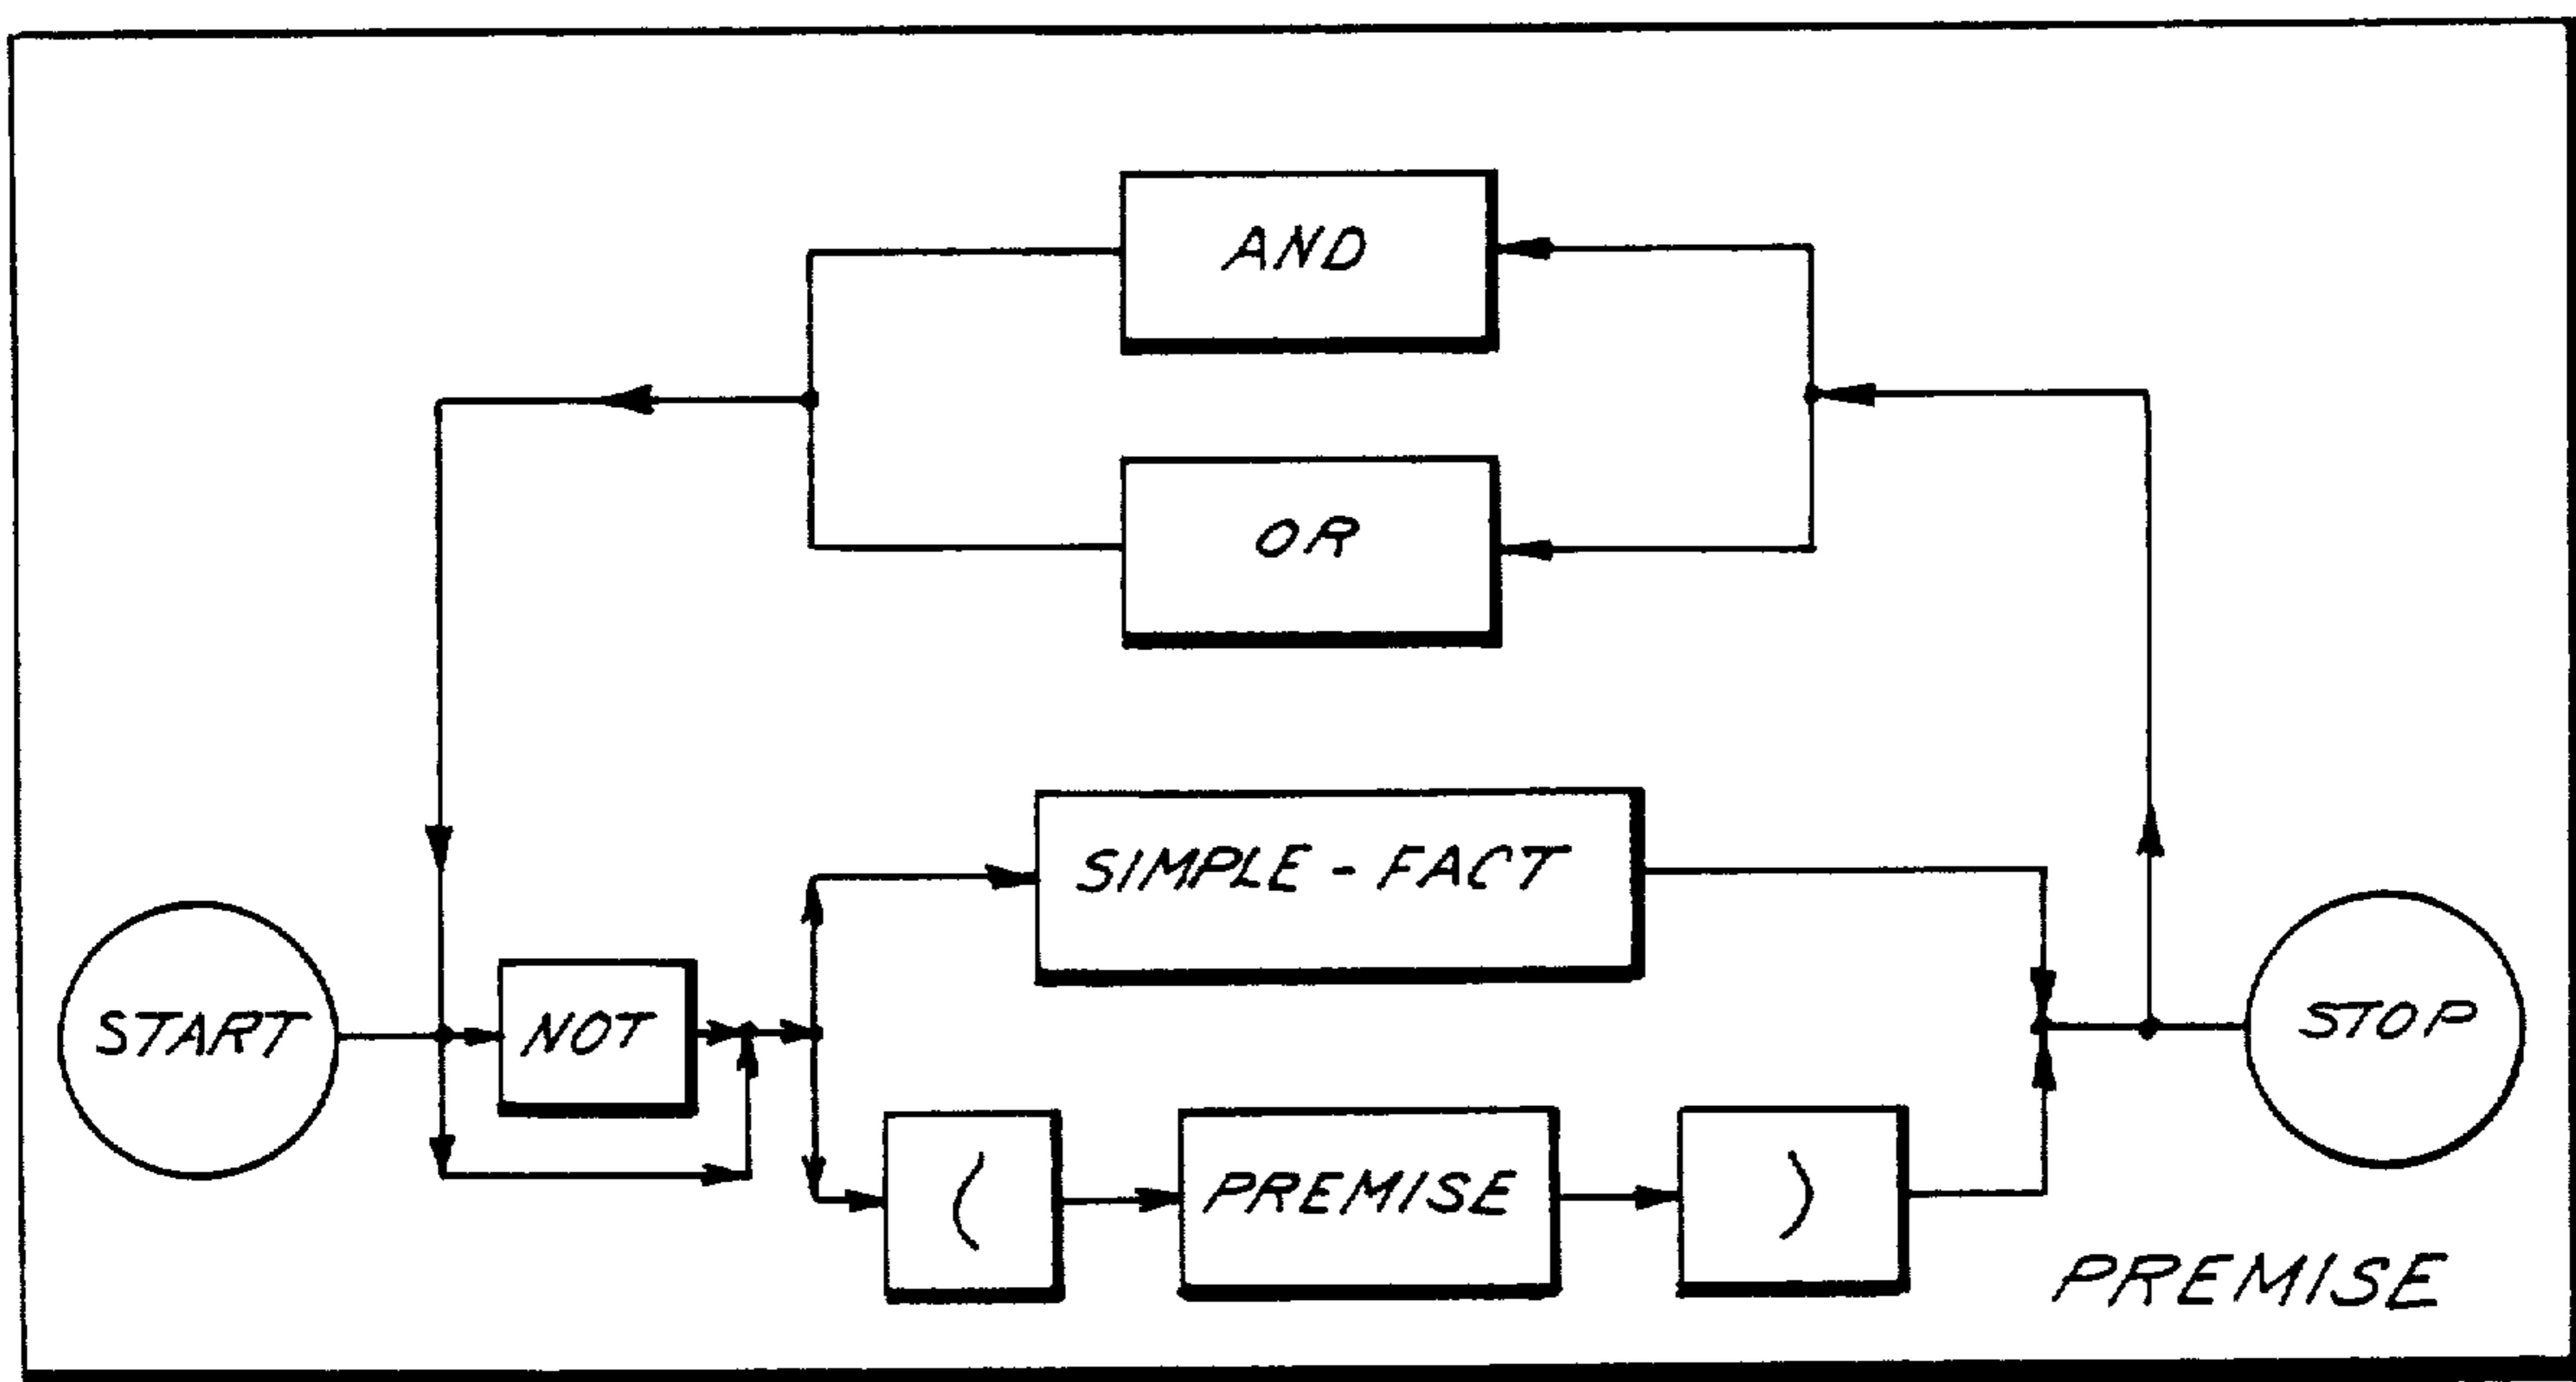 AND
OR
SIMPLE - FACT
START
NOT
STOP
(
PREMISE
)
PREMISE